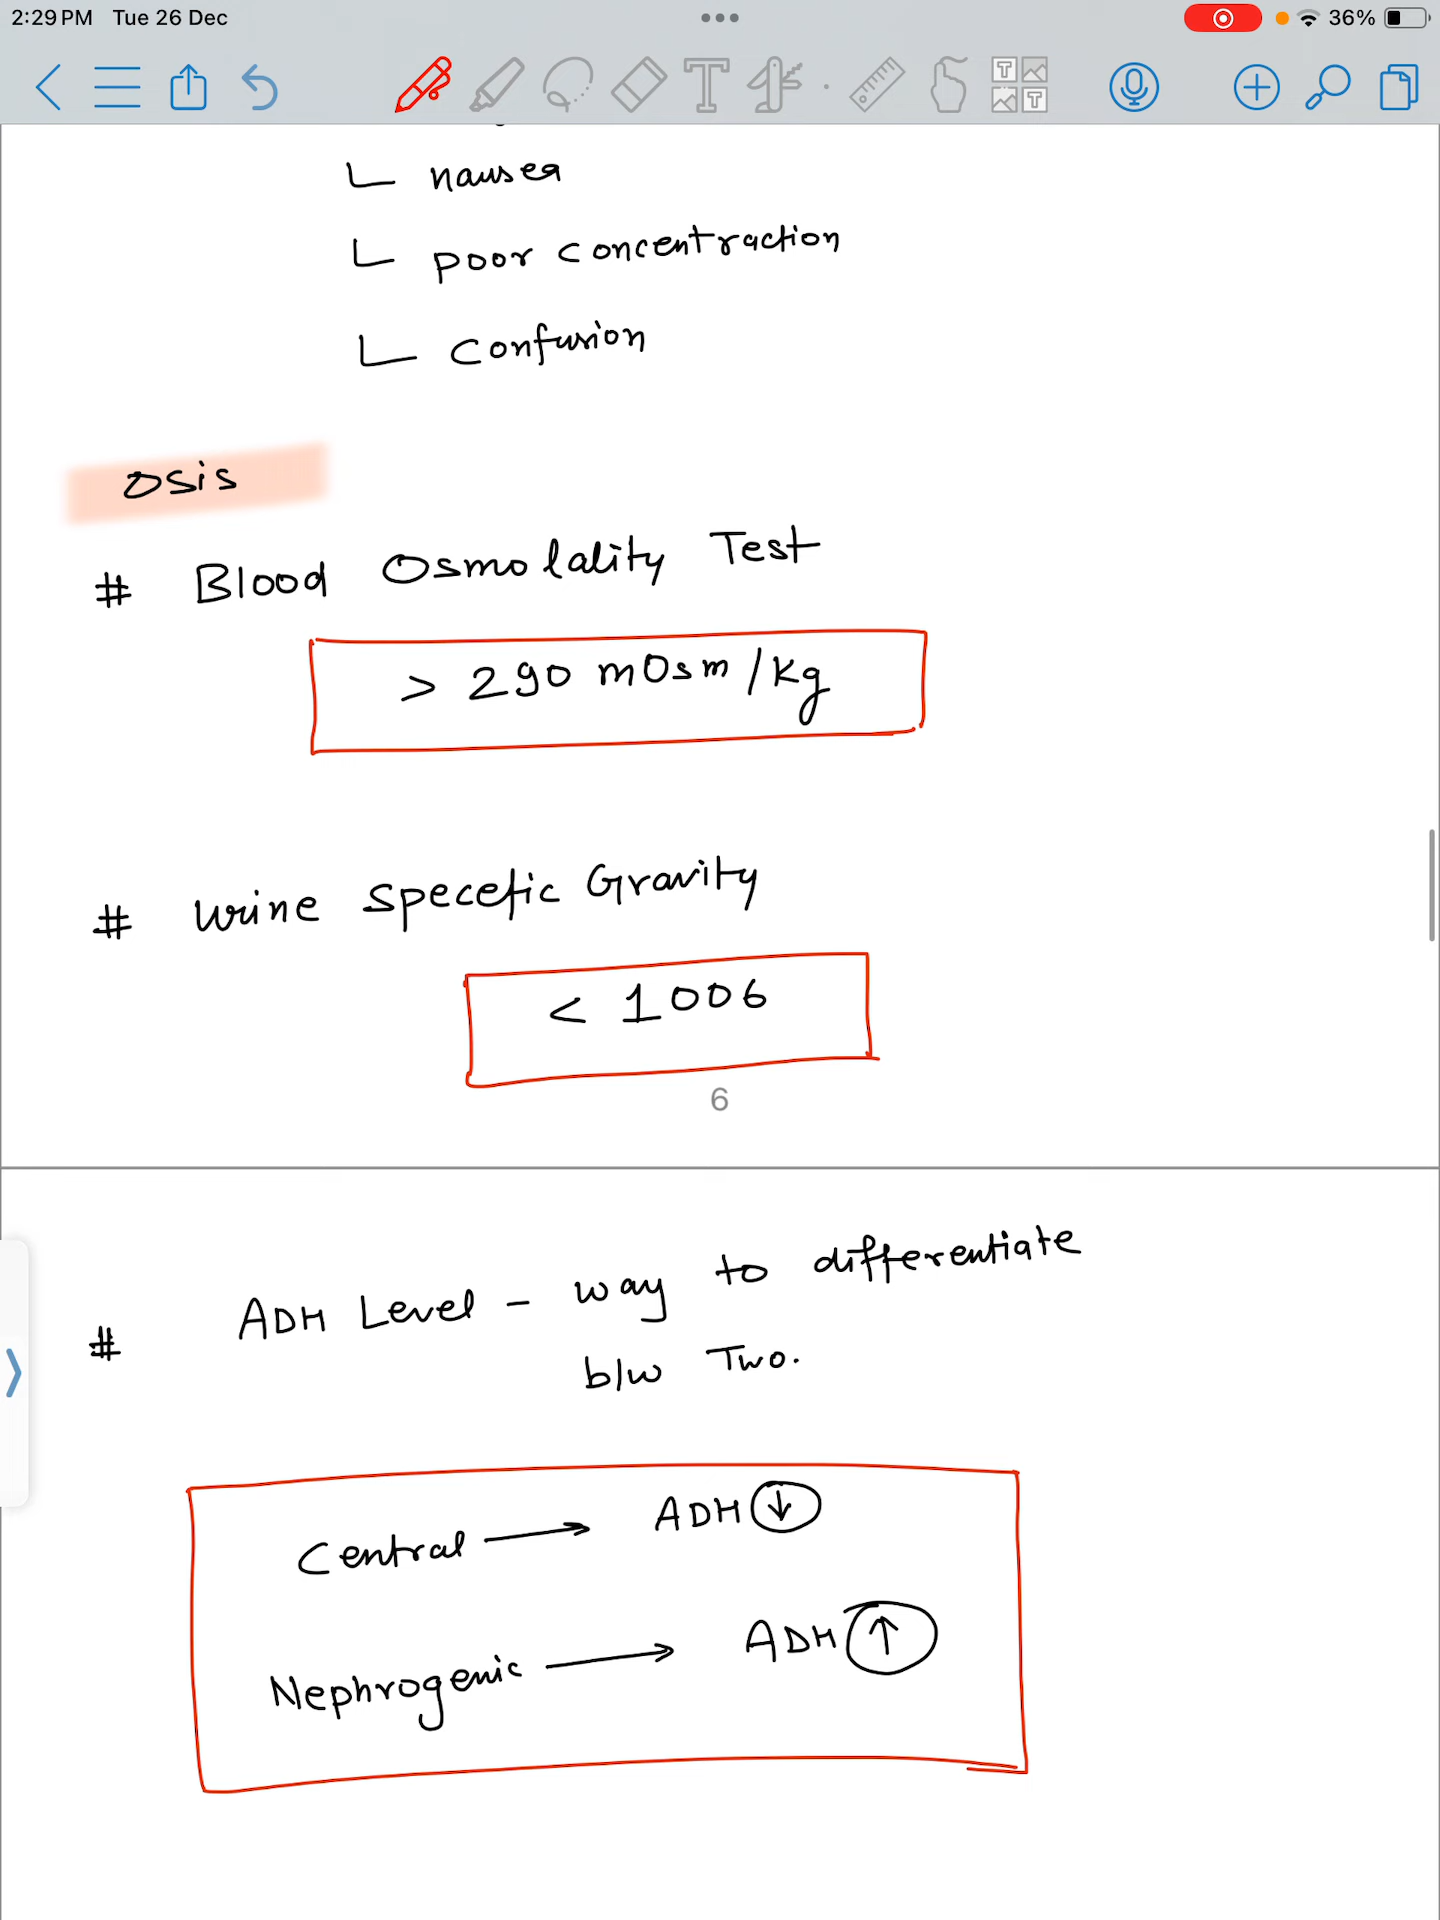 2:29 PM Tue 26 Dec
36%
T
T
T
└ nausea
└ poor concentraction
└ Confusion
osis
# Blood Osmolality Test
> 290 mOsm/kg
# urine specefic Gravity
< 1006
6
# ADH Level - way to differentiate
b/w Two.
Central → ADH ↓
Nephrogenic → ADH ↑